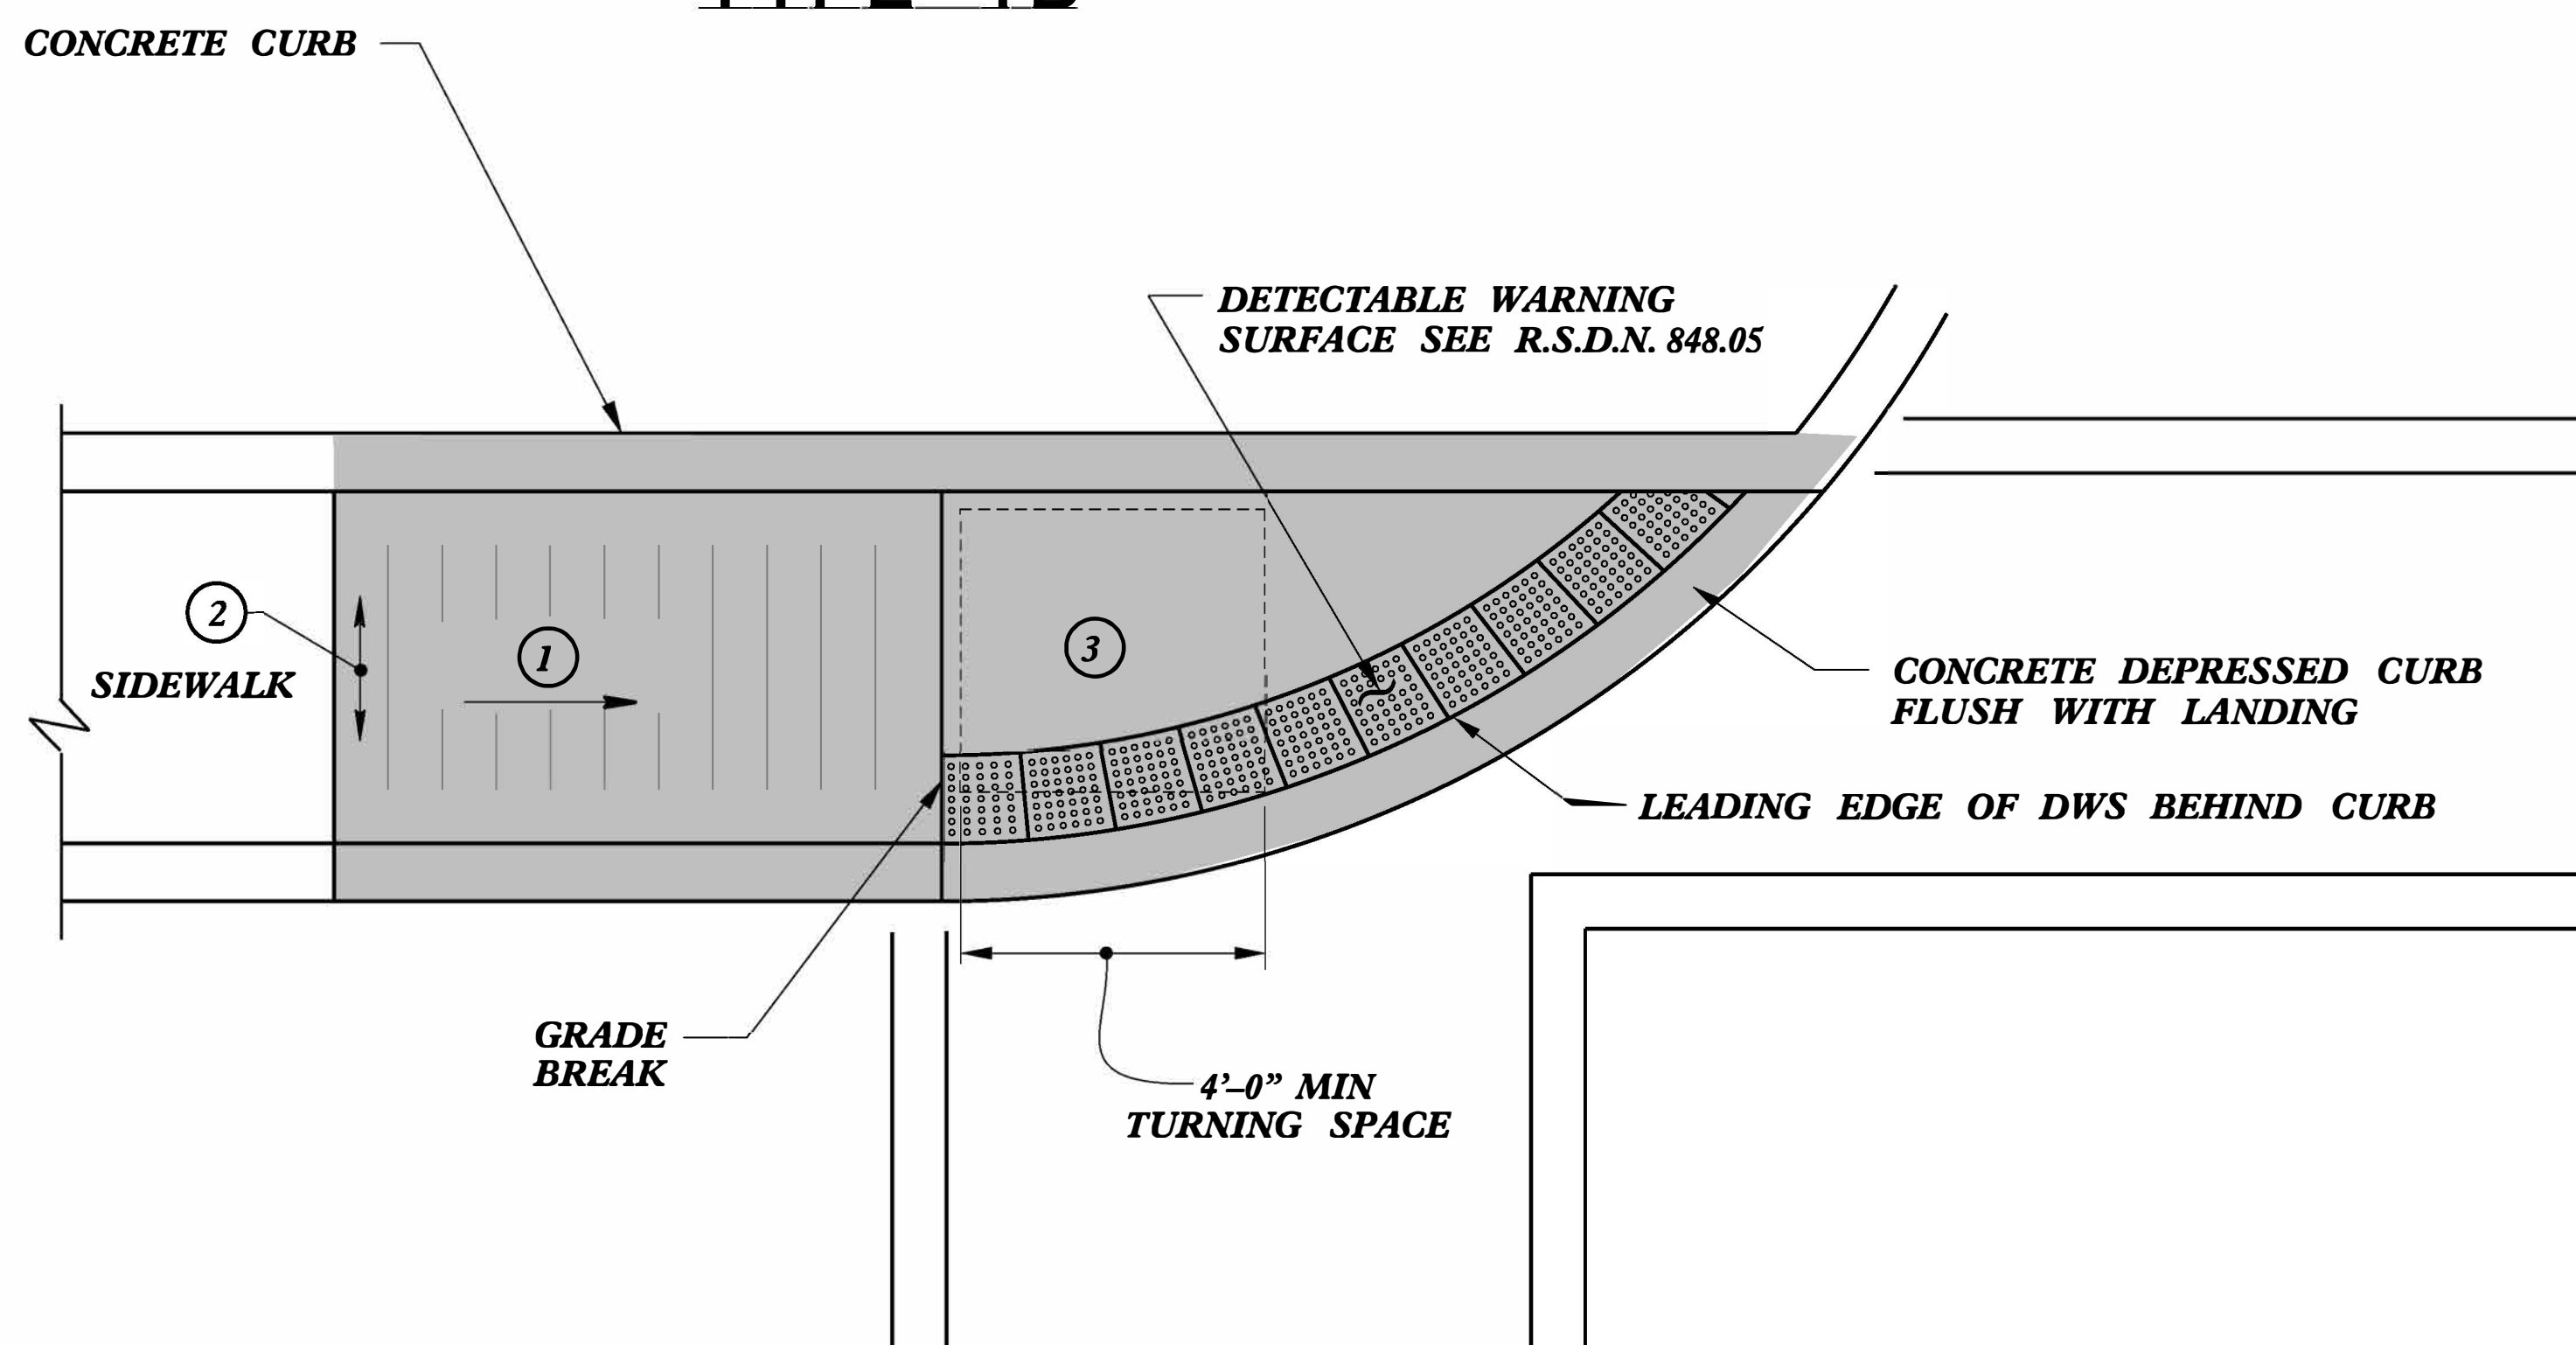 CONCRETE CURB
DETECTABLE WARNING
SURFACE SEE R.S.D.N. 848.05
2
1
3
SIDEWALK
CONCRETE DEPRESSED CURB
FLUSH WITH LANDING
LEADING EDGE OF DWS BEHIND CURB
GRADE
BREAK
4’–0” MIN
TURNING SPACE